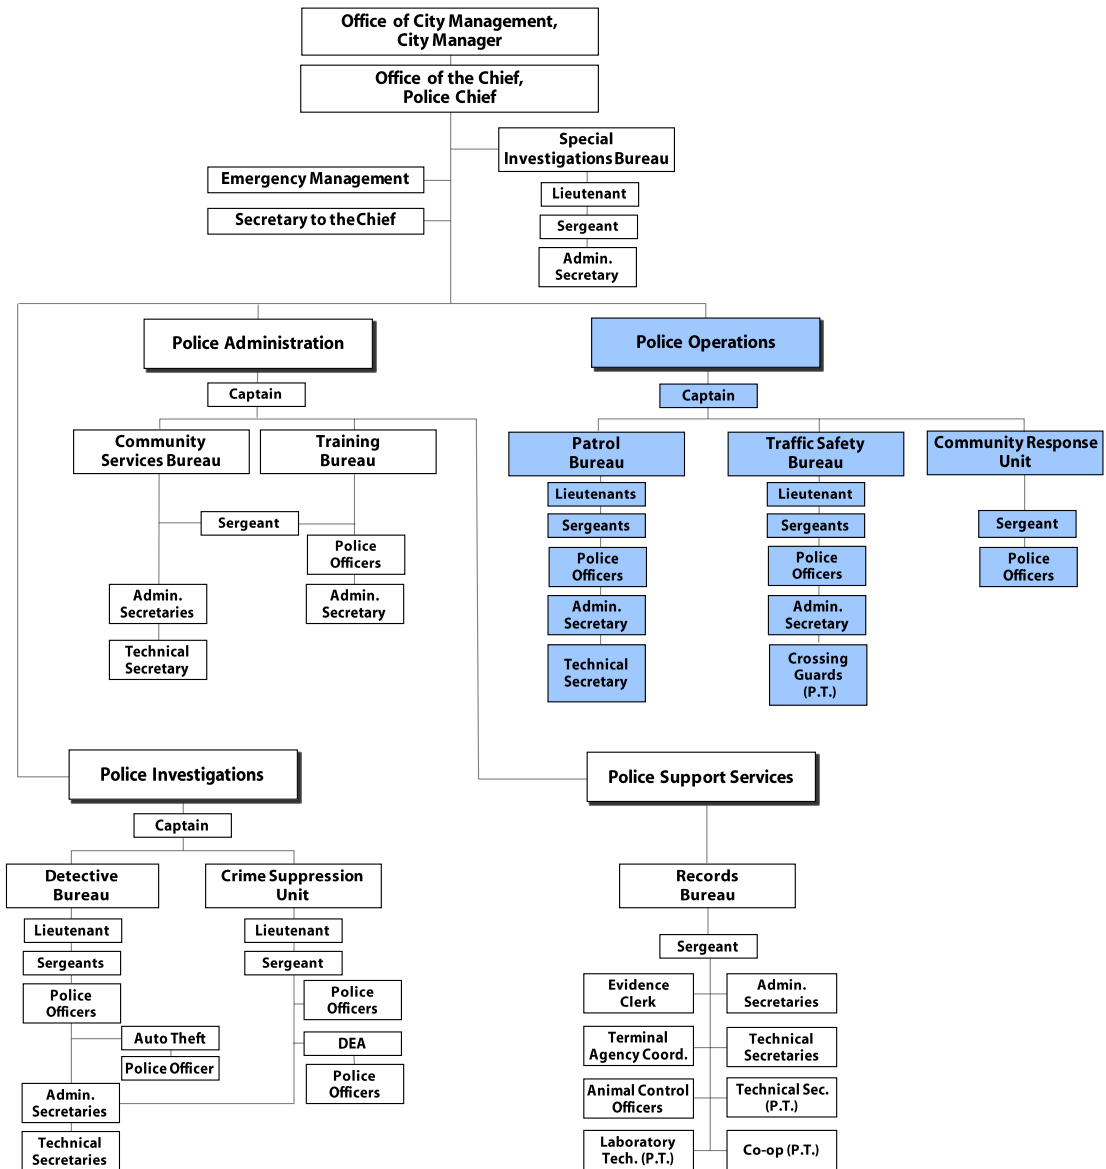 Office of City Management,
City Manager
Office of the Chief,
Police Chief
Special
Investigations Bureau
Emergency Management
Lieutenant
Secretary to the Chief
Sergeant
Admin.
Secretary
Police Administration
Captain
Community
Services Bureau
Training
Bureau
Sergeant
Police
Officers
Admin.
Secretaries
Admin.
Secretary
Technical
Secretary
Police Operations
Captain
Patrol
Bureau
Lieutenants
Sergeants
Police
Officers
Admin.
Secretary
Technical
Secretary
Traffic Safety
Bureau
Lieutenant
Sergeants
Police
Officers
Admin.
Secretary
Crossing
Guards
(P.T.)
Community Response
Unit
Sergeant
Police
Officers
Police Investigations
Captain
Detective
Bureau
Lieutenant
Sergeants
Police
Officers
Auto Theft
Police Officer
Admin.
Secretaries
Technical
Secretaries
Crime Suppression
Unit
Lieutenant
Sergeant
Police
Officers
DEA
Police
Officers
Police Support Services
Records
Bureau
Sergeant
Evidence
Clerk
Admin.
Secretaries
Terminal
Agency Coord.
Technical
Secretaries
Animal Control
Officers
Technical Sec.
(P.T.)
Laboratory
Tech. (P.T.)
Co-op (P.T.)